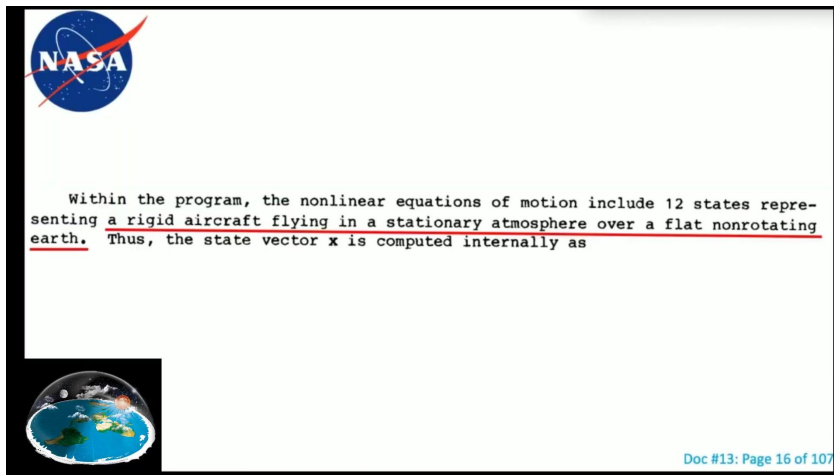 NASA
Within the program, the nonlinear equations of motion include 12 states repre-
senting a rigid aircraft flying in a stationary atmosphere over a flat nonrotating
earth. Thus, the state vector x is computed internally as
Doc #13: Page 16 of 107